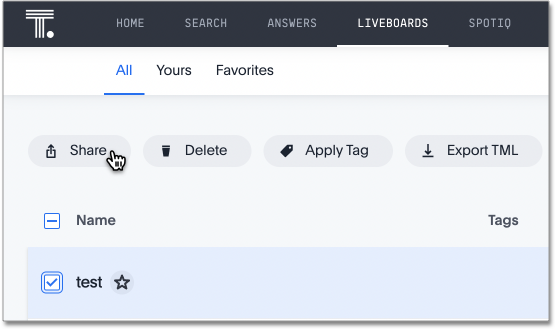 HOME SEARCH ANSWERS LIVEBOARDS SPOTIQ
All Yours Favorites
Share Delete Apply Tag Export TML
Name Tags
test